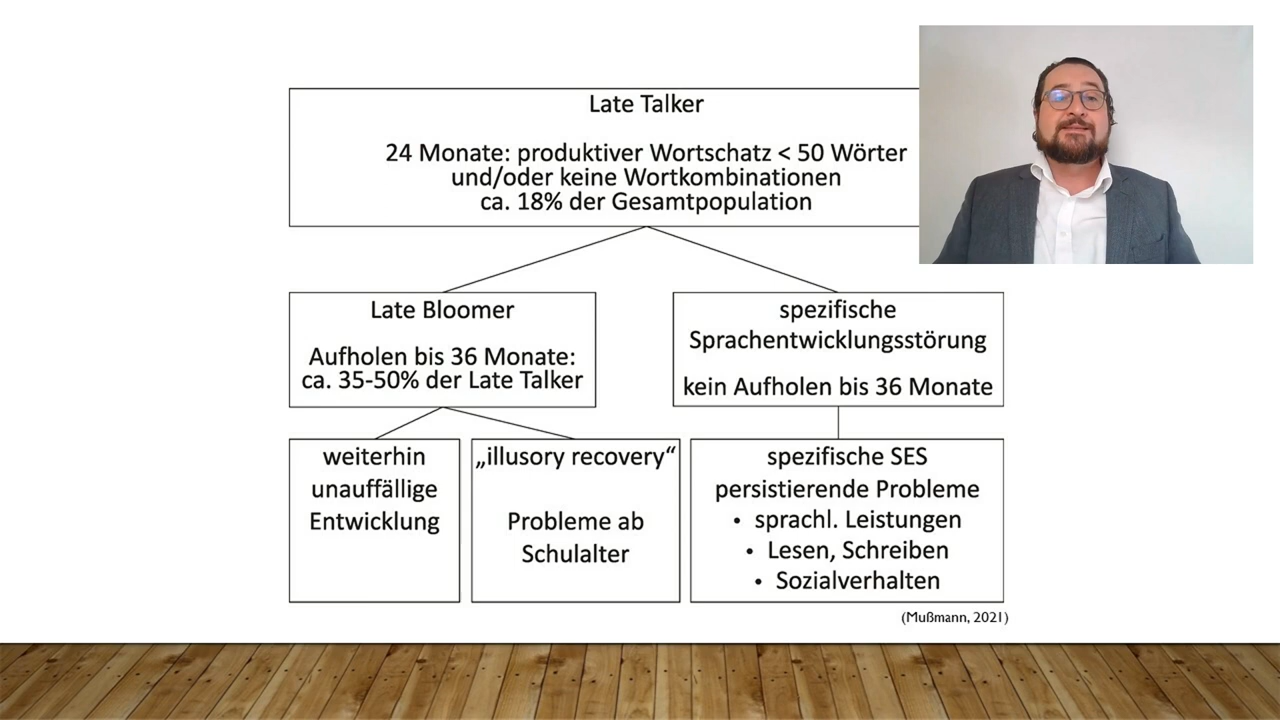 Late Talker
24 Monate: produktiver Wortschatz < 50 Wörter
und/oder keine Wortkombinationen
ca. 18% der Gesamtpopulation
Late Bloomer
Aufholen bis 36 Monate:
ca. 35-50% der Late Talker
spezifische
Sprachentwicklungsstörung
kein Aufholen bis 36 Monate
weiterhin
unauffällige
Entwicklung
„illusory recovery“
Probleme ab
Schulalter
spezifische SES
persistierende Probleme
• sprachl. Leistungen
• Lesen, Schreiben
• Sozialverhalten
(Mußmann, 2021)